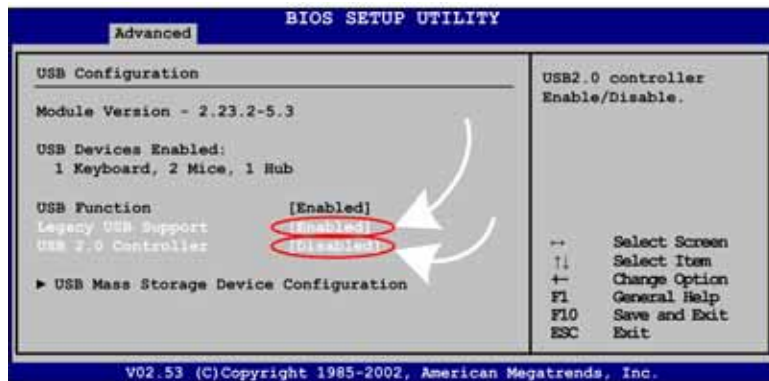 BIOS SETUP UTILITY
Advanced
USB Configuration
Module Version - 2.23.2-5.3
USB Devices Enabled:
1 Keyboard, 2 Mice, 1 Hub
USB Function [Enabled]
Legacy USB Support [Enabled]
USB 2.0 Controller [Disabled]
▶ USB Mass Storage Device Configuration
USB2.0 controller
Enable/Disable.
↔ Select Screen
↑↓ Select Item
+- Change Option
F1 General Help
F10 Save and Exit
ESC Exit
V02.53 (C)Copyright 1985-2002, American Megatrends, Inc.